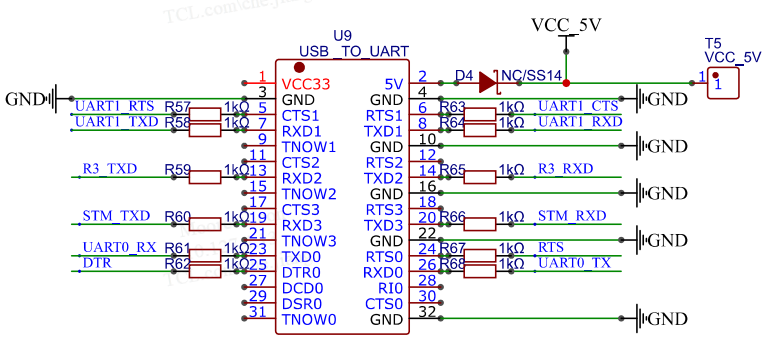 TCL.com\che.jiang
VCC_5V
U9
USB_TO_UART
T5
VCC_5V
1 VCC33 5V 2 D4 NC/SS14 1 1
GND 3 GND GND 4 GND
UART1_RTS R57 1kΩ 5 CTS1 RTS1 6 R63 1kΩ UART1_CTS
UART1_TXD R58 1kΩ 7 RXD1 TXD1 8 R64 1kΩ UART1_RXD
9 TNOW1 GND 10 GND
11 CTS2 RTS2 12
R3_TXD R59 1kΩ 13 RXD2 TXD2 14 R65 1kΩ R3_RXD
15 TNOW2 GND 16 GND
17 CTS3 RTS3 18
STM_TXD R60 1kΩ 19 RXD3 TXD3 20 R66 1kΩ STM_RXD
21 TNOW3 GND 22 GND
UART0_RX R61 1kΩ 23 TXD0 RTS0 24 R67 1kΩ RTS
DTR R62 1kΩ 25 DTR0 RXD0 26 R68 1kΩ UART0_TX
27 DCD0 RI0 28
29 DSR0 CTS0 30
31 TNOW0 GND 32 GND